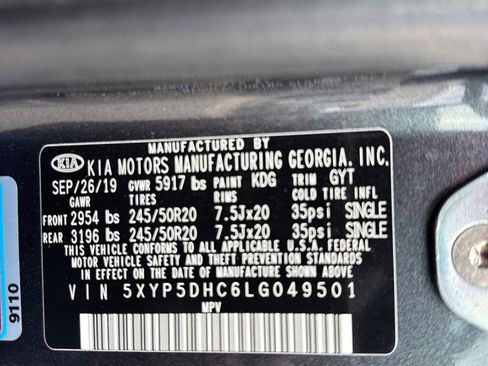 MANUFACTURED BY
KIA KIA MOTORS MANUFACTURING GEORGIA. INC.
SEP/26/19 GVWR 5917 lbs PAINT KDG TRIM GYT
GAWR TIRES RIMS COLD TIRE INFL
FRONT 2954 lbs 245/50R20 7.5Jx20 35psi SINGLE
REAR 3196 lbs 245/50R20 7.5Jx20 35psi SINGLE
THIS VEHICLE CONFORMS TO ALL APPLICABLE U.S.A. FEDERAL
MOTOR VEHICLE SAFETY AND THEFT PREVENTION STANDARDS
IN EFFECT ON THE DATE OF MANUFACTURE SHOWN ABOVE.
VIN 5XYP5DHC6LG049501
MPV
9110